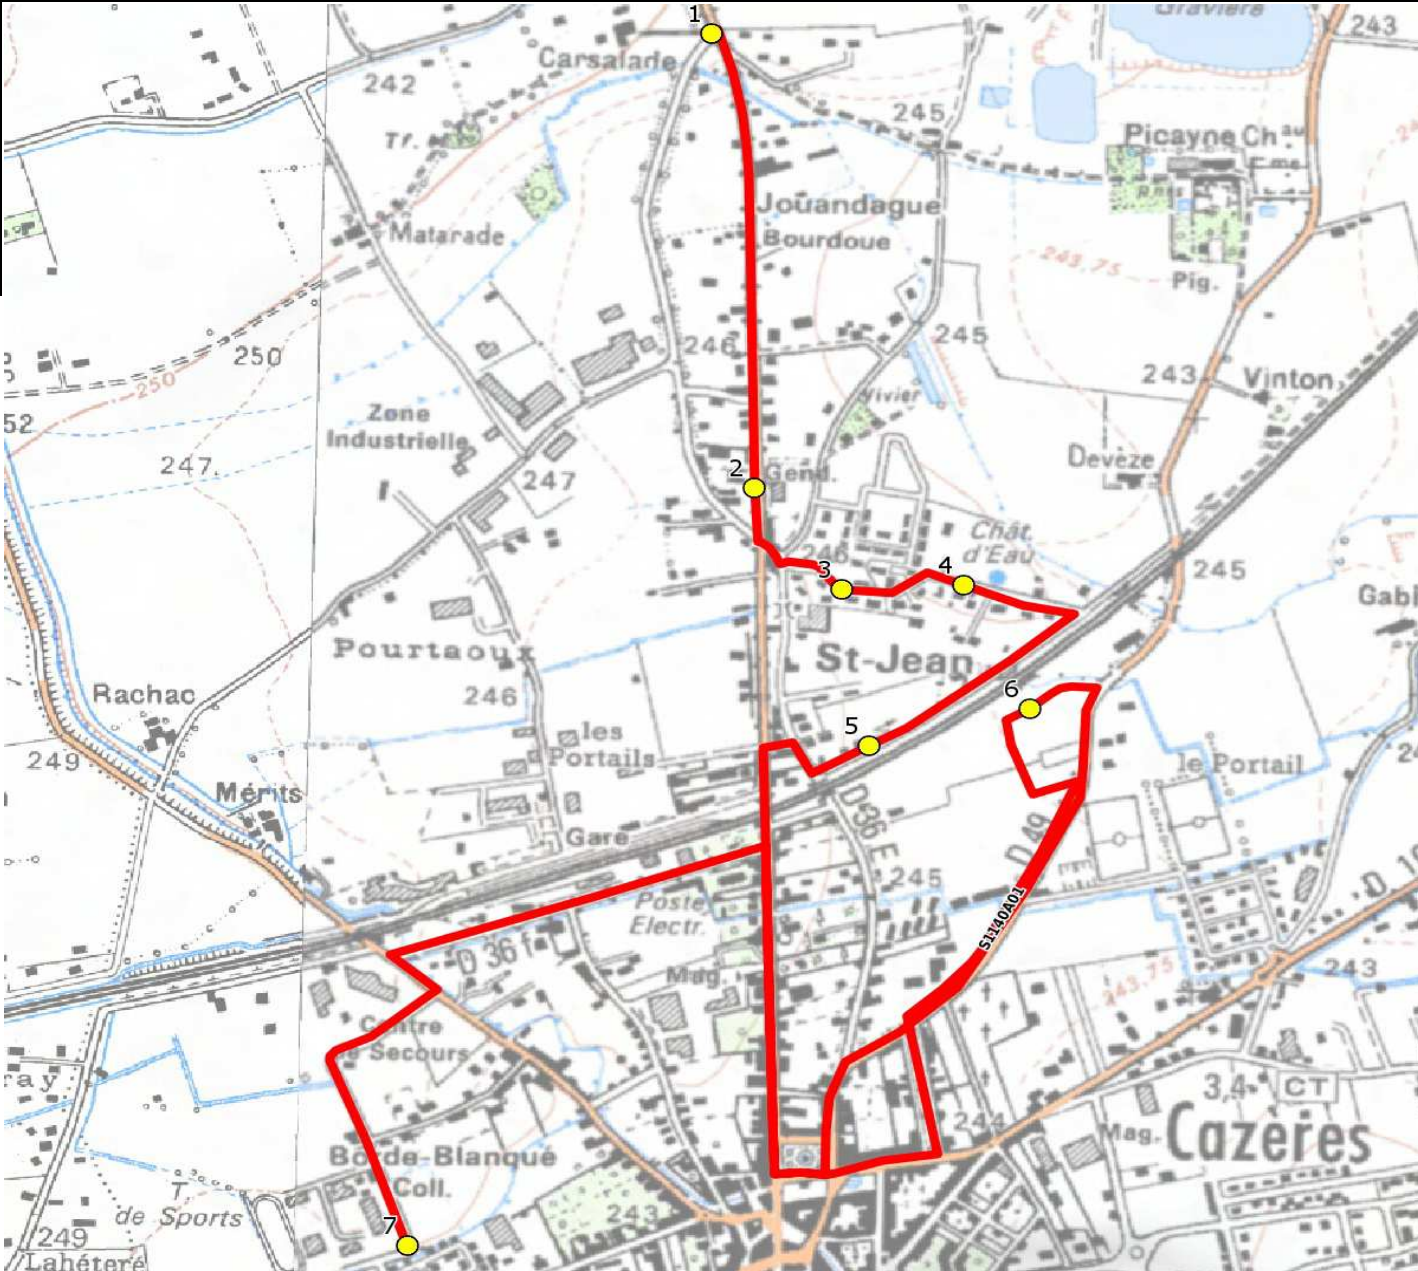 1
Gravière
243
Carsalade
242
245
Tf.
Picayne Ch.au
Jouandague
Matarade
Bourdoue
243,75
Pig.
245
246
250
250
243
Vinton
Vivier
52
Zone
Industrielle
247
Devèze
2
Gend.
247
Chât.
d'Eau
246
3
4
245
Gabl
Pourtaoux
St-Jean
246
6
Rachac
5
les
Portails
249
le Portail
Mérits
D 36 E
D 49
Gare
245
Poste
Electr.
S1140A01
D 36 f
Mag.
243
243,75
Centre
de Secours
ray
3,4
CT
244
Mag.
Cazères
Borde-Blanque
Coll.
T.
de Sports
243
7
249
Lahétère